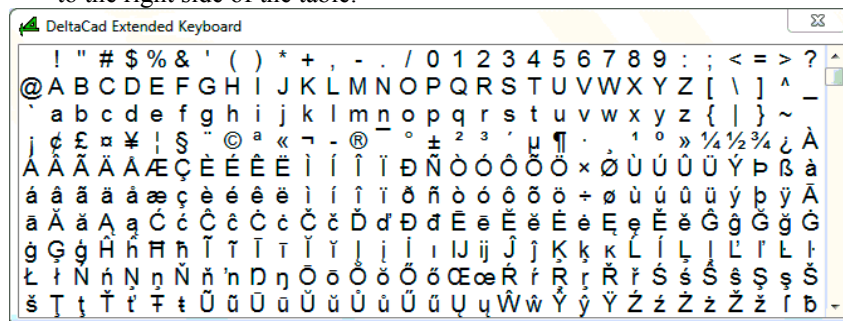 to the right side of the table.
DeltaCad Extended Keyboard
! " # $ % & ' ( ) * + , - . / 0 1 2 3 4 5 6 7 8 9 : ; < = > ?
@ A B C D E F G H I J K L M N O P Q R S T U V W X Y Z [ \ ] ^ _
` a b c d e f g h i j k l m n o p q r s t u v w x y z { | } ~
¡ ¢ £ ¤ ¥ ¦ § ¨ © ª « ¬ - ® ¯ ° ± ² ³ ´ µ ¶ · ¸ ¹ º » ¼ ½ ¾ ¿ À
Á Â Ã Ä Å Æ Ç È É Ê Ë Ì Í Î Ï Ð Ñ Ò Ó Ô Õ Ö × Ø Ù Ú Û Ü Ý Þ ß à
á â ã ä å æ ç è é ê ë ì í î ï ð ñ ò ó ô õ ö ÷ ø ù ú û ü ý þ ÿ Ā
ā Ă ă Ą ą Ć ć Ĉ ĉ Ċ ċ Č č Ď ď Đ đ Ē ē Ĕ ĕ Ė ė Ę ę Ě ě Ĝ ĝ Ğ ğ Ġ
ġ Ģ ģ Ĥ ĥ Ħ ħ Ĩ ĩ Ī ī Ĭ ĭ Į į İ ı Ĳ ĳ Ĵ ĵ Ķ ķ ĸ Ĺ ĺ Ļ ļ Ľ ľ Ŀ ŀ
Ł ł Ń ń Ņ ņ Ň ň ŉ Ŋ ŋ Ō ō Ŏ ŏ Ő ő Œ œ Ŕ ŕ Ŗ ŗ Ř ř Ś ś Ŝ ŝ Ş ş Š
š Ţ ţ Ť ť Ŧ ŧ Ũ ũ Ū ū Ŭ ŭ Ů ů Ű ű Ų ų Ŵ ŵ Ŷ ŷ Ÿ Ź ź Ż ż Ž ž ſ ƀ